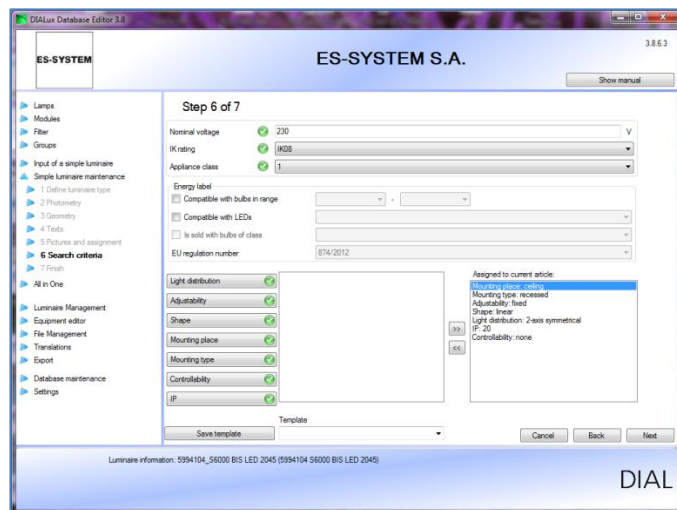 DIALux Database Editor 3.8
ES-SYSTEM
ES-SYSTEM S.A.
3.8.6.3
Show manual
Lamps
Modules
Filter
Groups
Input of a simple luminaire
Simple luminaire maintenance
1 Define luminaire type
2 Photometry
3 Geometry
4 Texts
5 Pictures and assignment
6 Search criteria
7 Finish
All in One
Luminaire Management
Equipment editor
File Management
Translations
Export
Database maintenance
Settings
Step 6 of 7
Nominal voltage 230 V
IK rating IK08
Appliance class 1
Energy label
Compatible with bulbs in range -
Compatible with LEDs
Is sold with bulbs of class
EU regulation number 874/2012
Light distribution
Adjustability
Shape
Mounting place
Mounting type
Controllability
IP
>>
<<
Assigned to current article:
Mounting place: ceiling
Mounting type: recessed
Adjustability: fixed
Shape: linear
Light distribution: 2-axis symmetrical
IP: 20
Controllability: none
Template
Save template
Cancel Back Next
Luminaire information: 5994104_S6000 BIS LED 2045 (5994104 S6000 BIS LED 2045)
DIAL